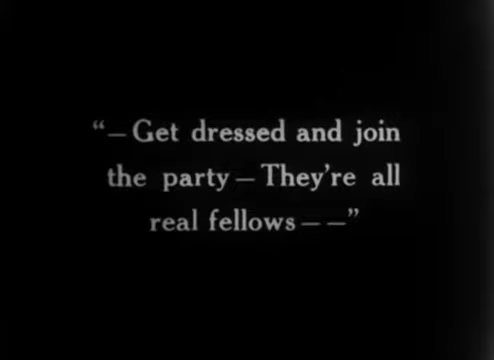 “—Get dressed and join
the party—They're all
real fellows——”